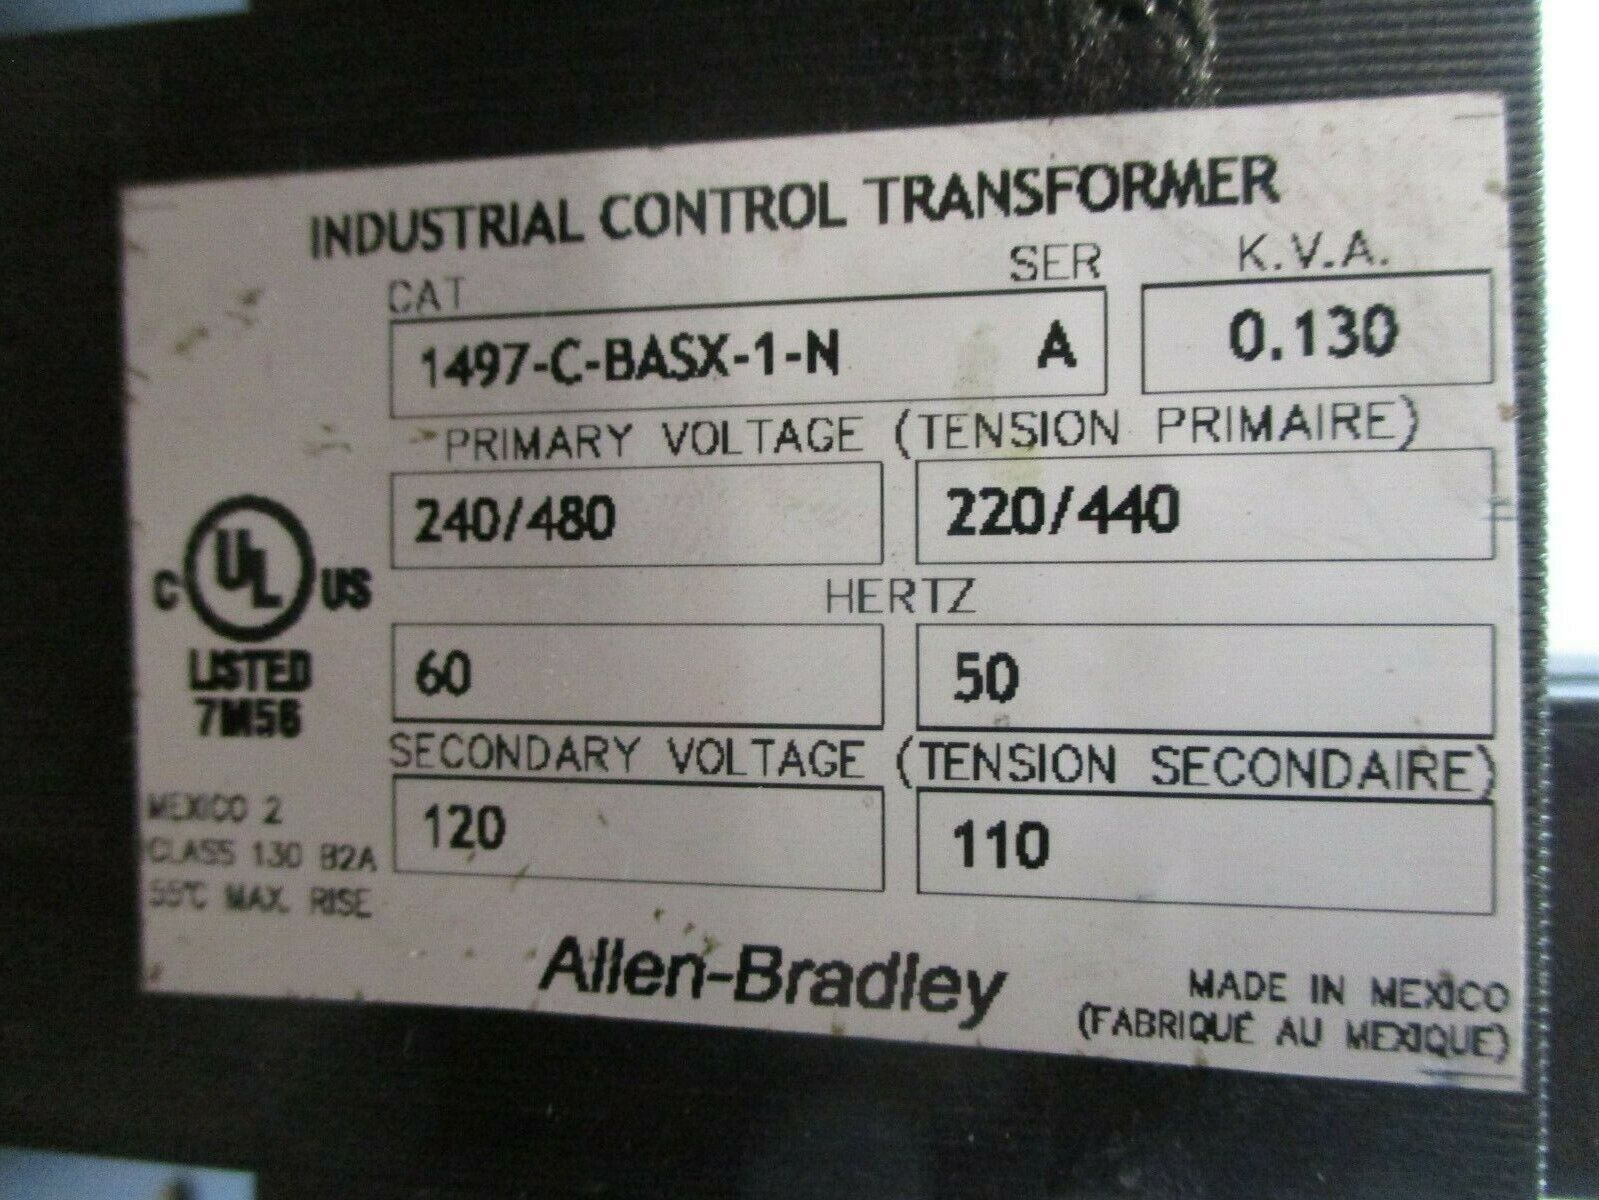 INDUSTRIAL CONTROL TRANSFORMER
CAT SER K.V.A.
1497-C-BASX-1-N A 0.130
PRIMARY VOLTAGE (TENSION PRIMAIRE)
240/480 220/440
HERTZ
60 50
SECONDARY VOLTAGE (TENSION SECONDAIRE)
120 110
C UL US
LISTED
7M56
MEXICO 2
CLASS 130 B2A
55°C MAX. RISE
Allen-Bradley
MADE IN MEXICO
(FABRIQUÉ AU MEXIQUE)